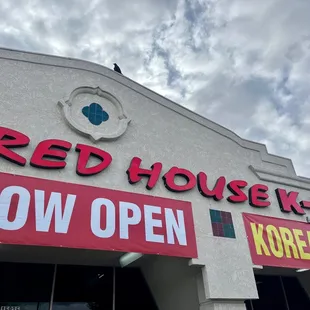 RED HOUSE K-
OW OPEN
KORE